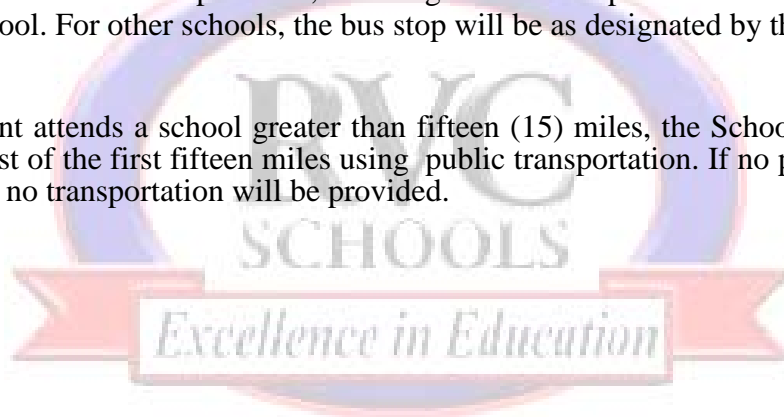 ool. For other schools, the bus stop will be as designated by th
nt attends a school greater than fifteen (15) miles, the School
st of the first fifteen miles using public transportation. If no p
no transportation will be provided.
RVC
SCHOOLS
Excellence in Education